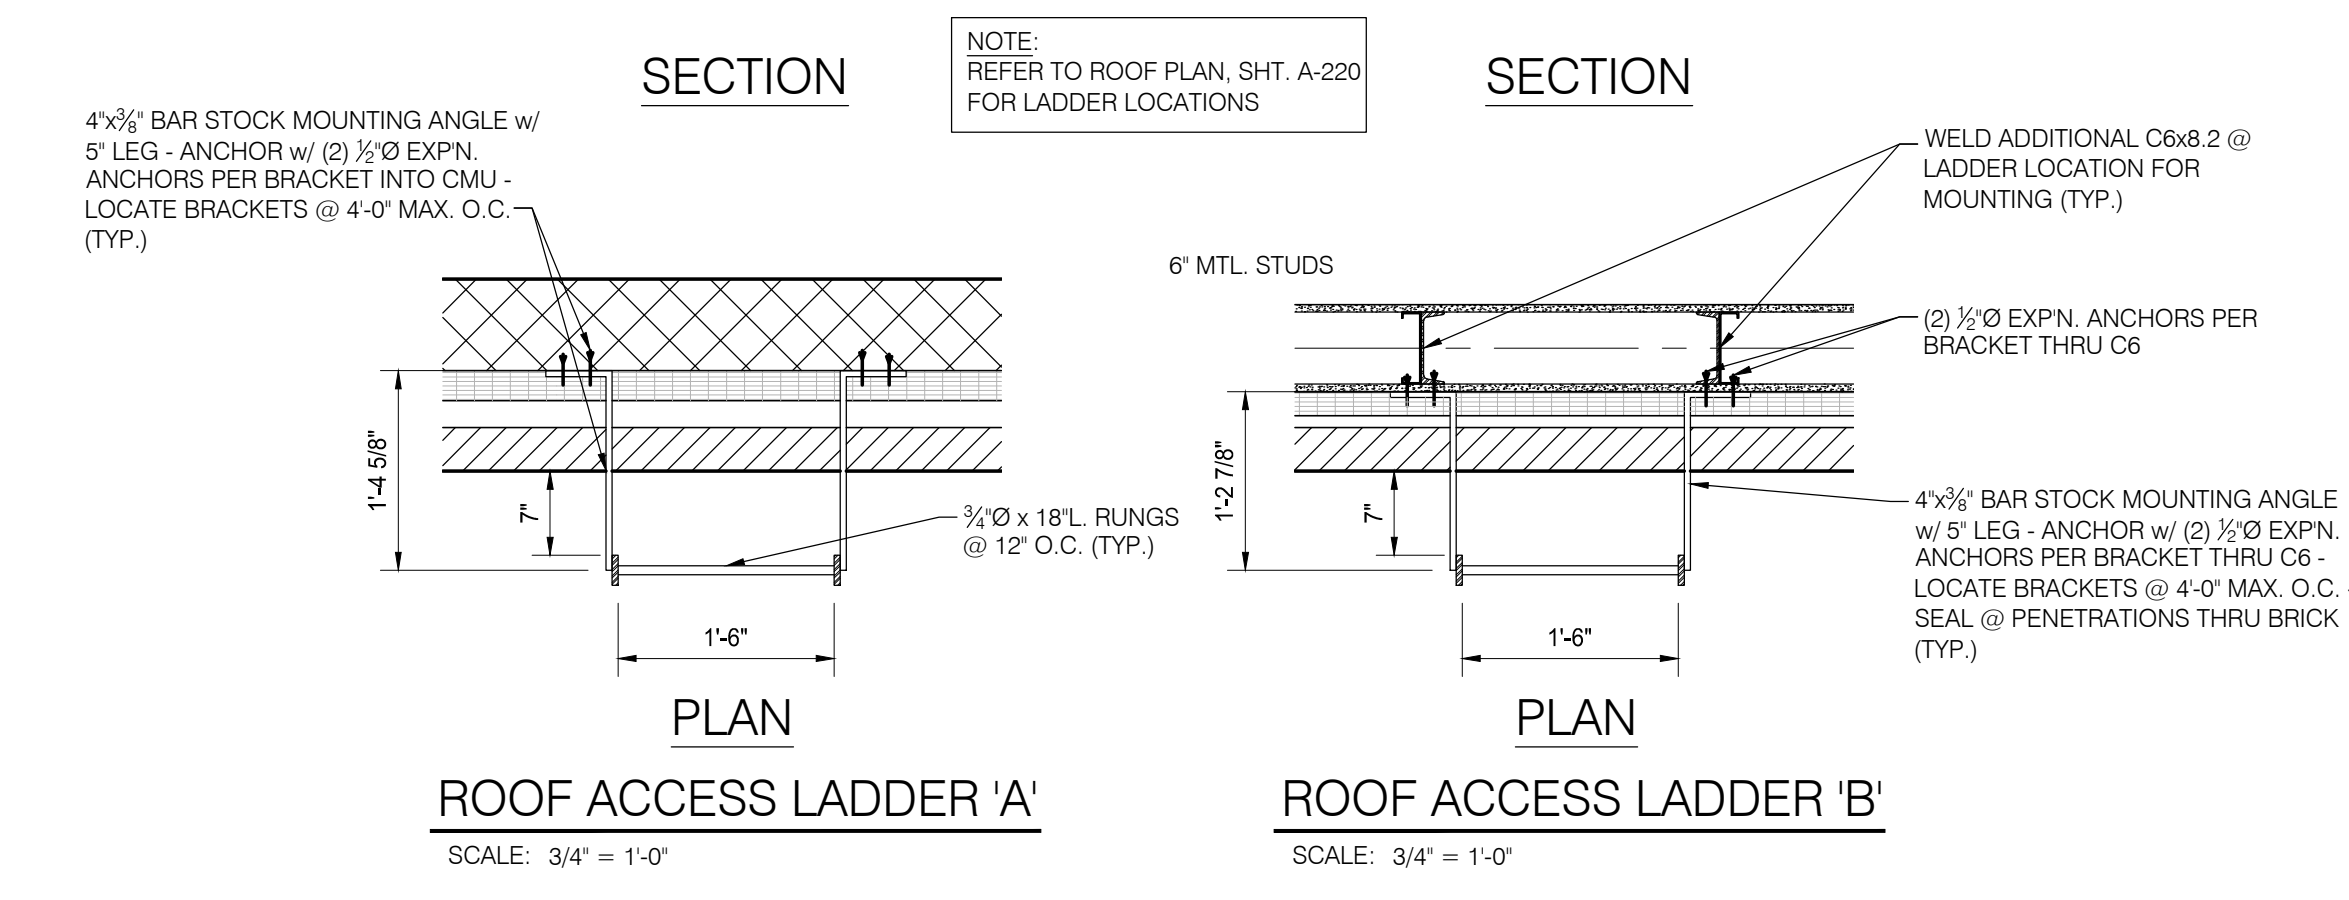 SECTION
NOTE:
REFER TO ROOF PLAN, SHT. A-220
FOR LADDER LOCATIONS
SECTION
4"x⅜" BAR STOCK MOUNTING ANGLE w/
5" LEG - ANCHOR w/ (2) ½"Ø EXP'N.
ANCHORS PER BRACKET INTO CMU -
LOCATE BRACKETS @ 4'-0" MAX. O.C.
(TYP.)
WELD ADDITIONAL C6x8.2 @
LADDER LOCATION FOR
MOUNTING (TYP.)
6" MTL. STUDS
(2) ½"Ø EXP'N. ANCHORS PER
BRACKET THRU C6
1'-4 5/8"
7"
¾"Ø x 18"L. RUNGS
@ 12" O.C. (TYP.)
1'-6"
1'-2 7/8"
7"
4"x⅜" BAR STOCK MOUNTING ANGLE
w/ 5" LEG - ANCHOR w/ (2) ½"Ø EXP'N.
ANCHORS PER BRACKET THRU C6 -
LOCATE BRACKETS @ 4'-0" MAX. O.C. -
SEAL @ PENETRATIONS THRU BRICK
(TYP.)
1'-6"
PLAN
ROOF ACCESS LADDER 'A'
SCALE: 3/4" = 1'-0"
PLAN
ROOF ACCESS LADDER 'B'
SCALE: 3/4" = 1'-0"